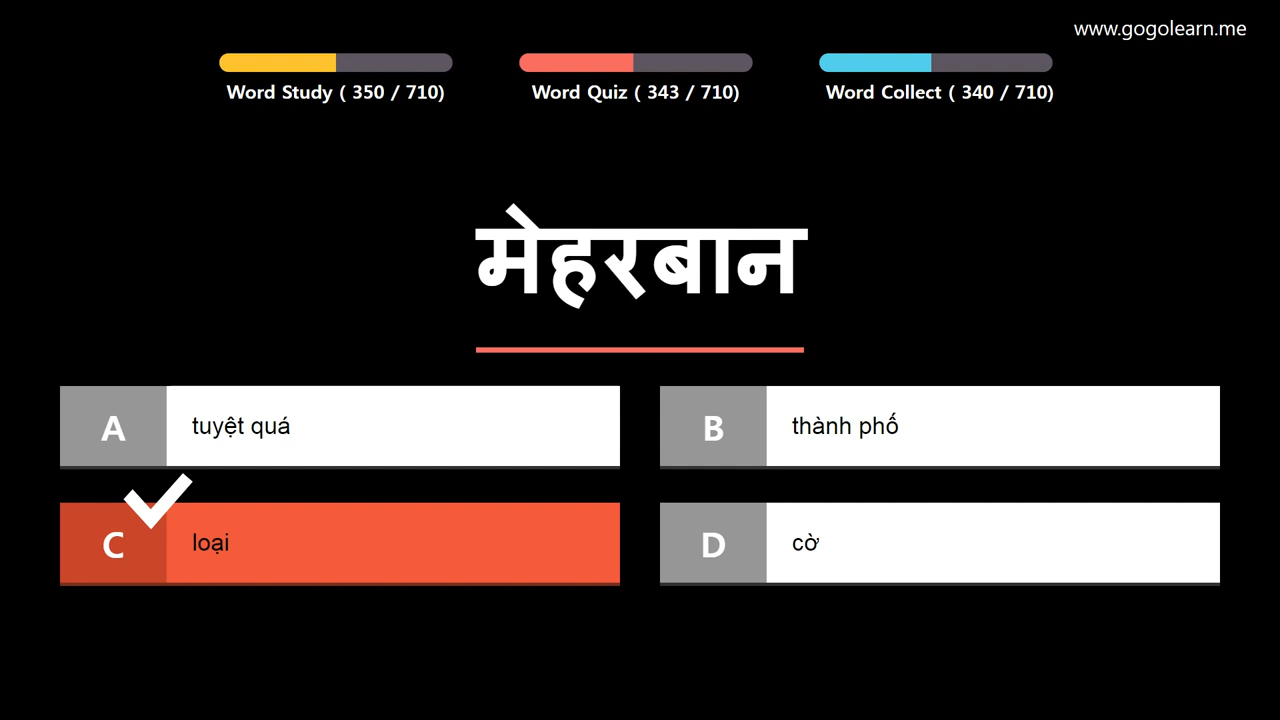 www.gogolearn.me
Word Study ( 350 / 710)
Word Quiz ( 343 / 710)
Word Collect ( 340 / 710)
मेहरबान
A tuyệt quá
B thành phố
C loại
D cờ